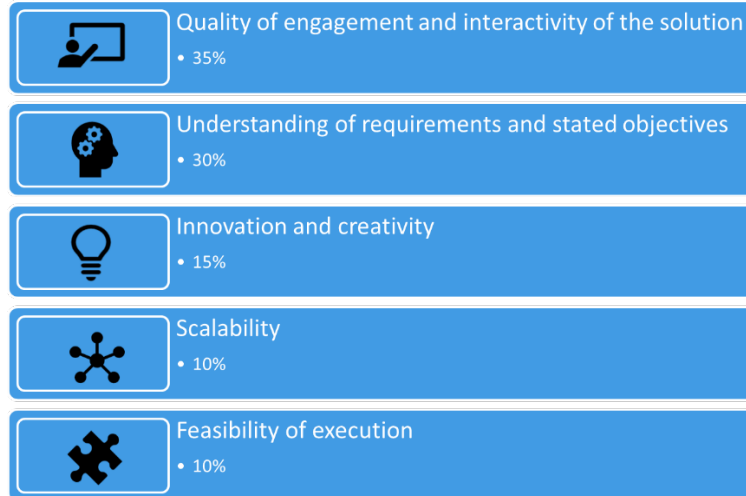 Quality of engagement and interactivity of the solution
• 35%
Understanding of requirements and stated objectives
• 30%
Innovation and creativity
• 15%
Scalability
• 10%
Feasibility of execution
• 10%